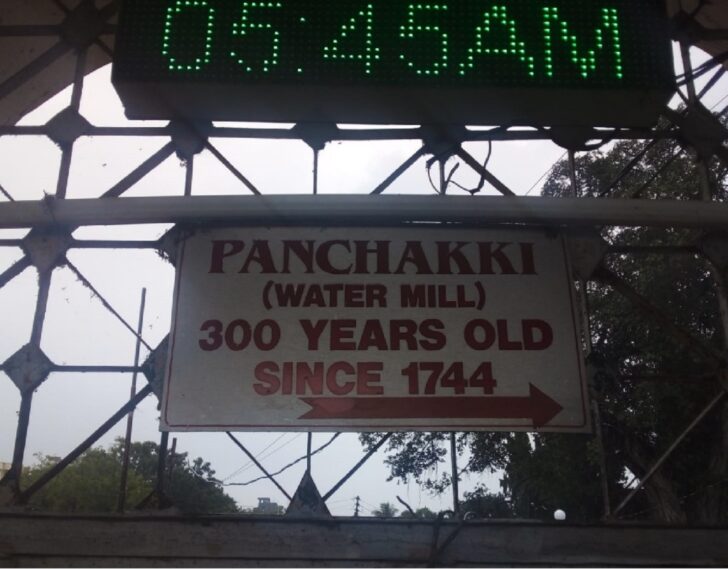 05:45AM
PANCHAKKI
(WATER MILL)
300 YEARS OLD
SINCE 1744